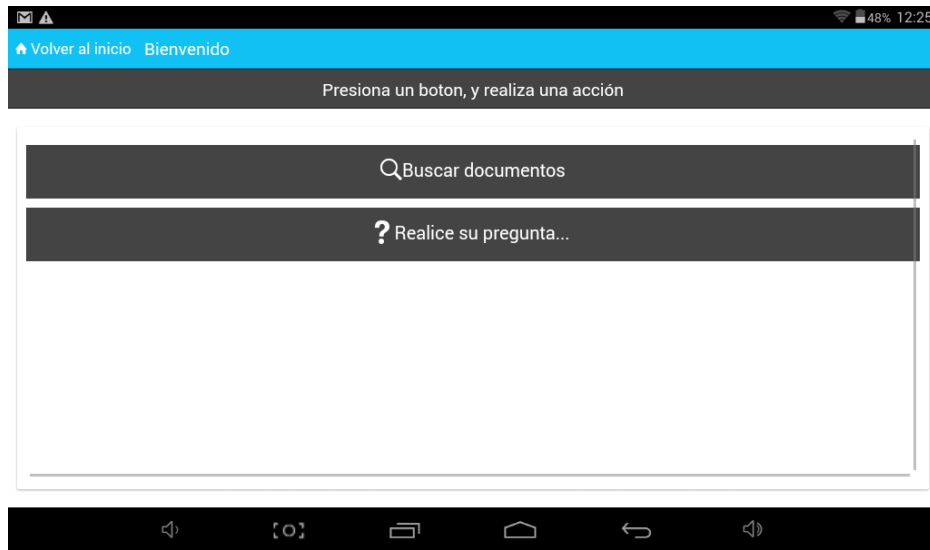 48% 12:25
Volver al inicio Bienvenido
Presiona un boton, y realiza una acción
Buscar documentos
? Realice su pregunta...